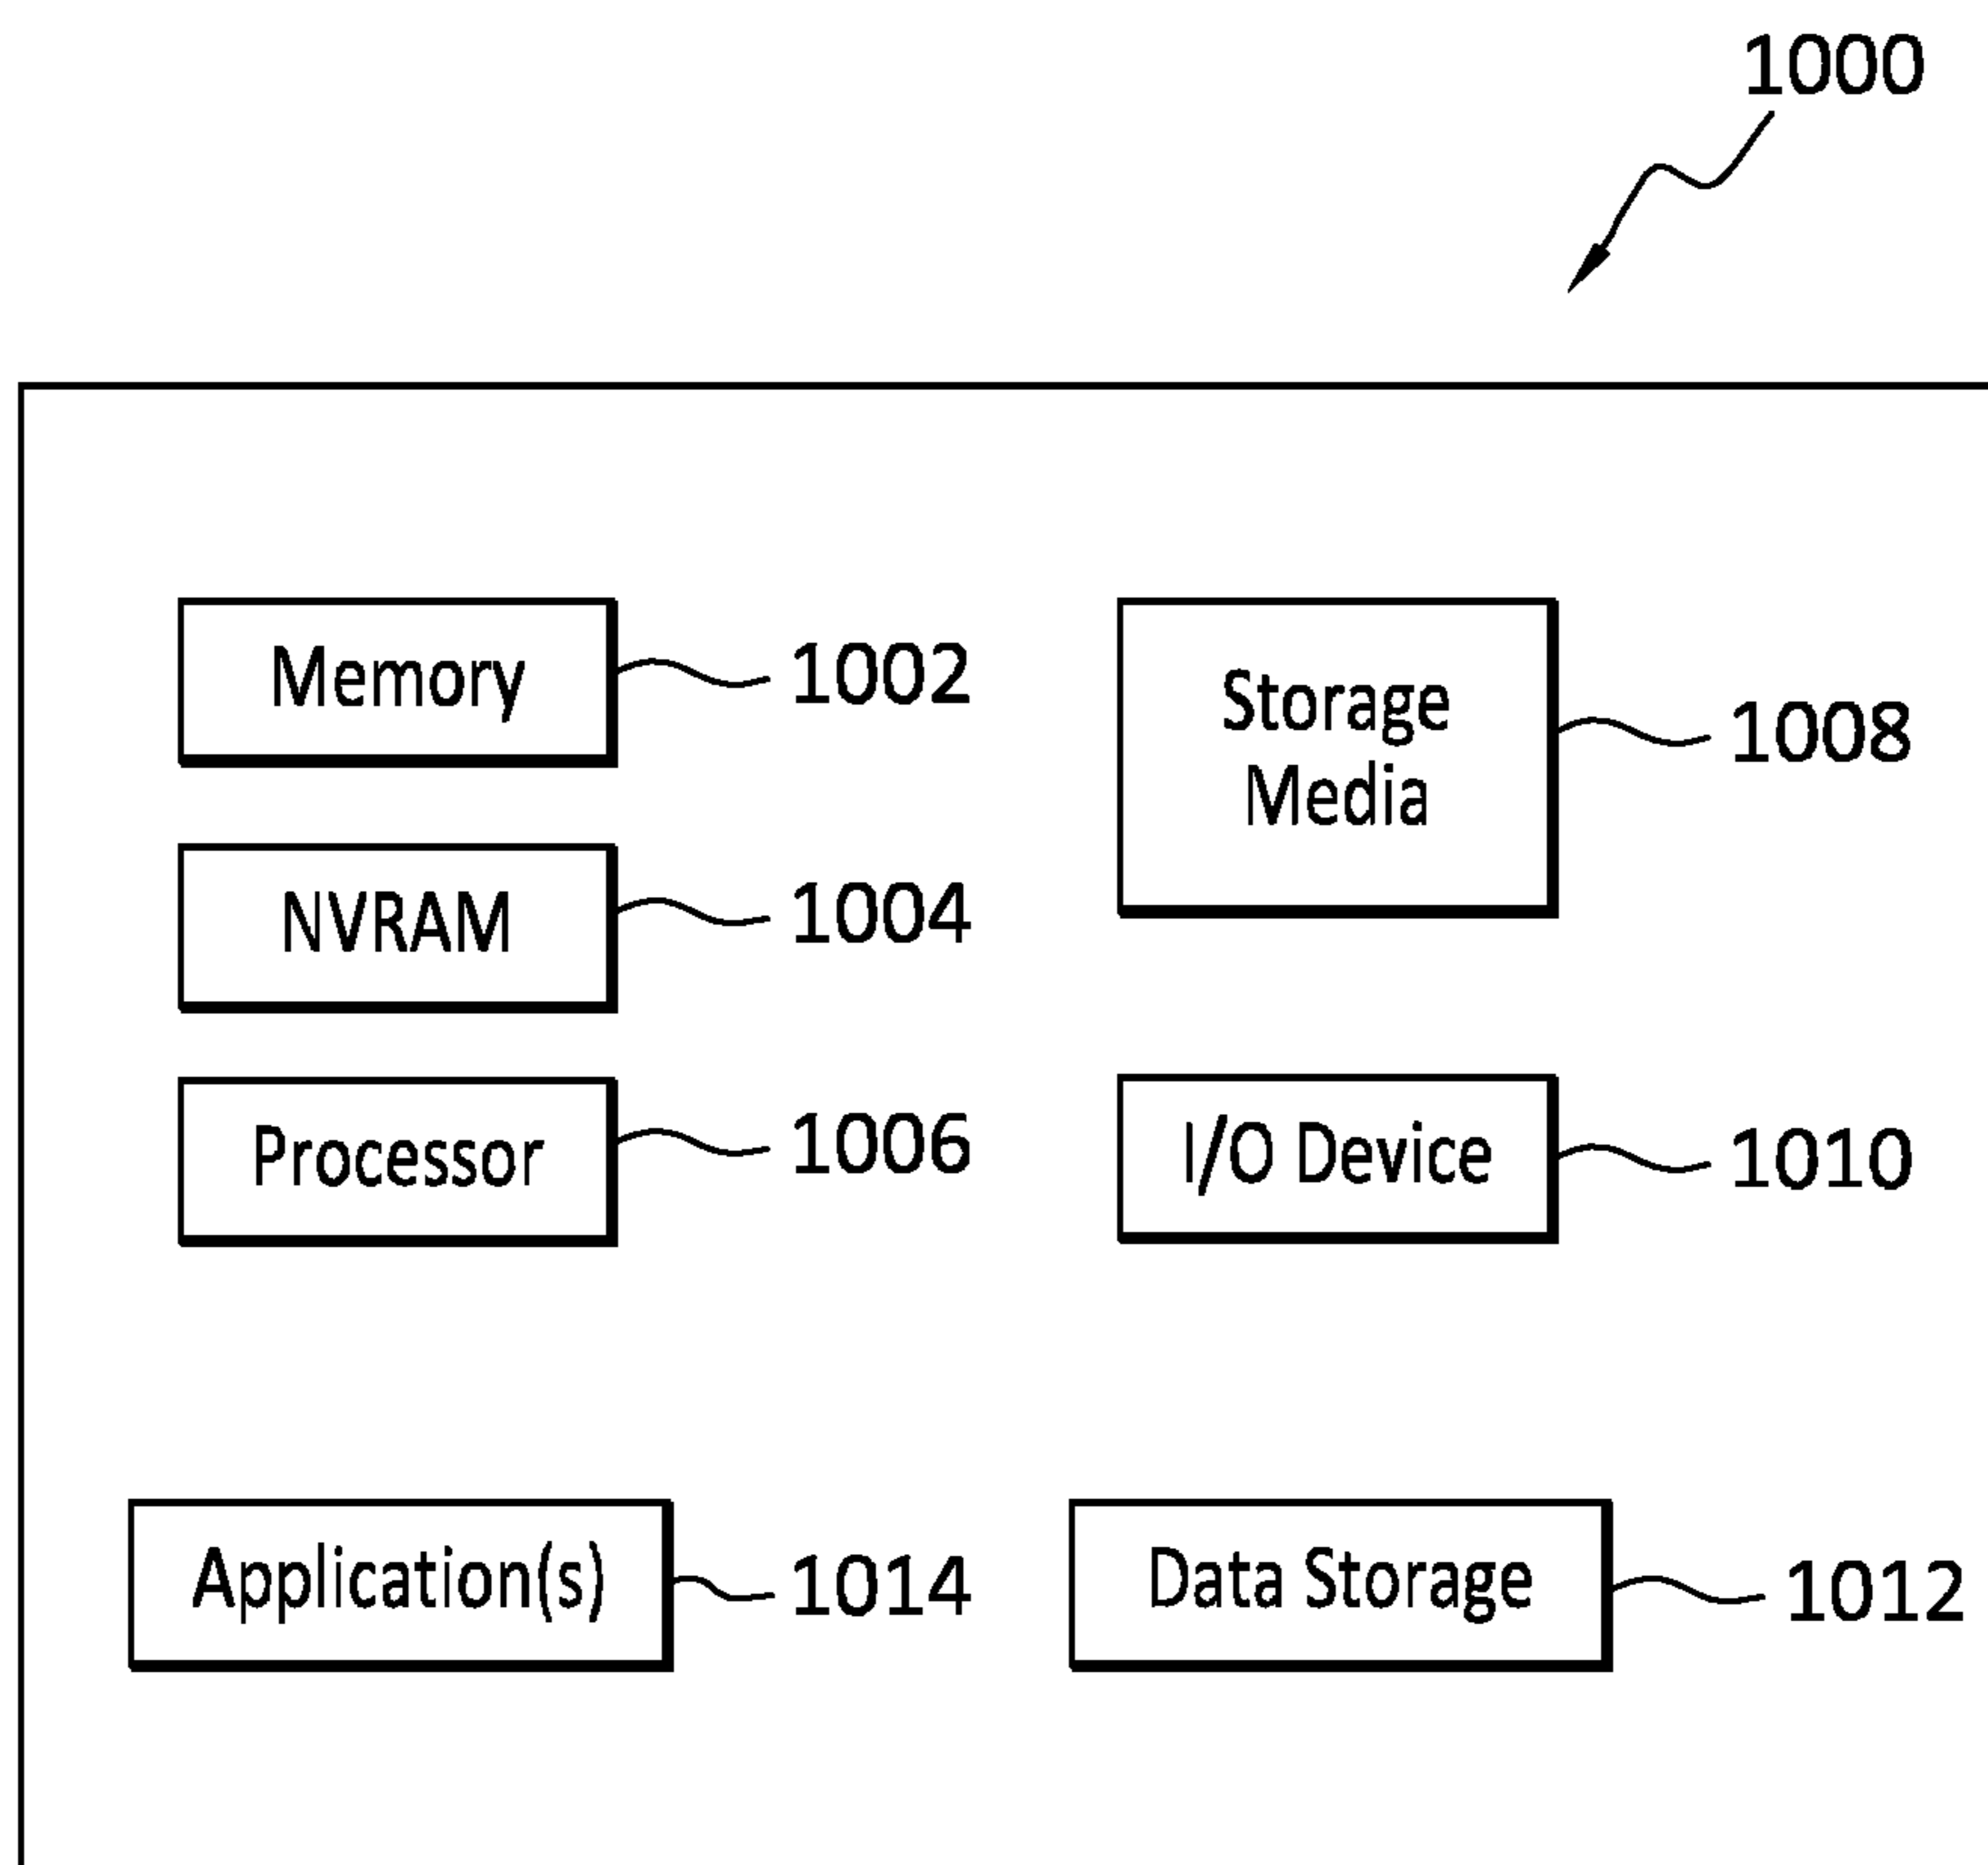 1000
Memory
1002
Storage
Media
1008
NVRAM
1004
Processor
1006
I/O Device
1010
Application(s)
1014
Data Storage
1012